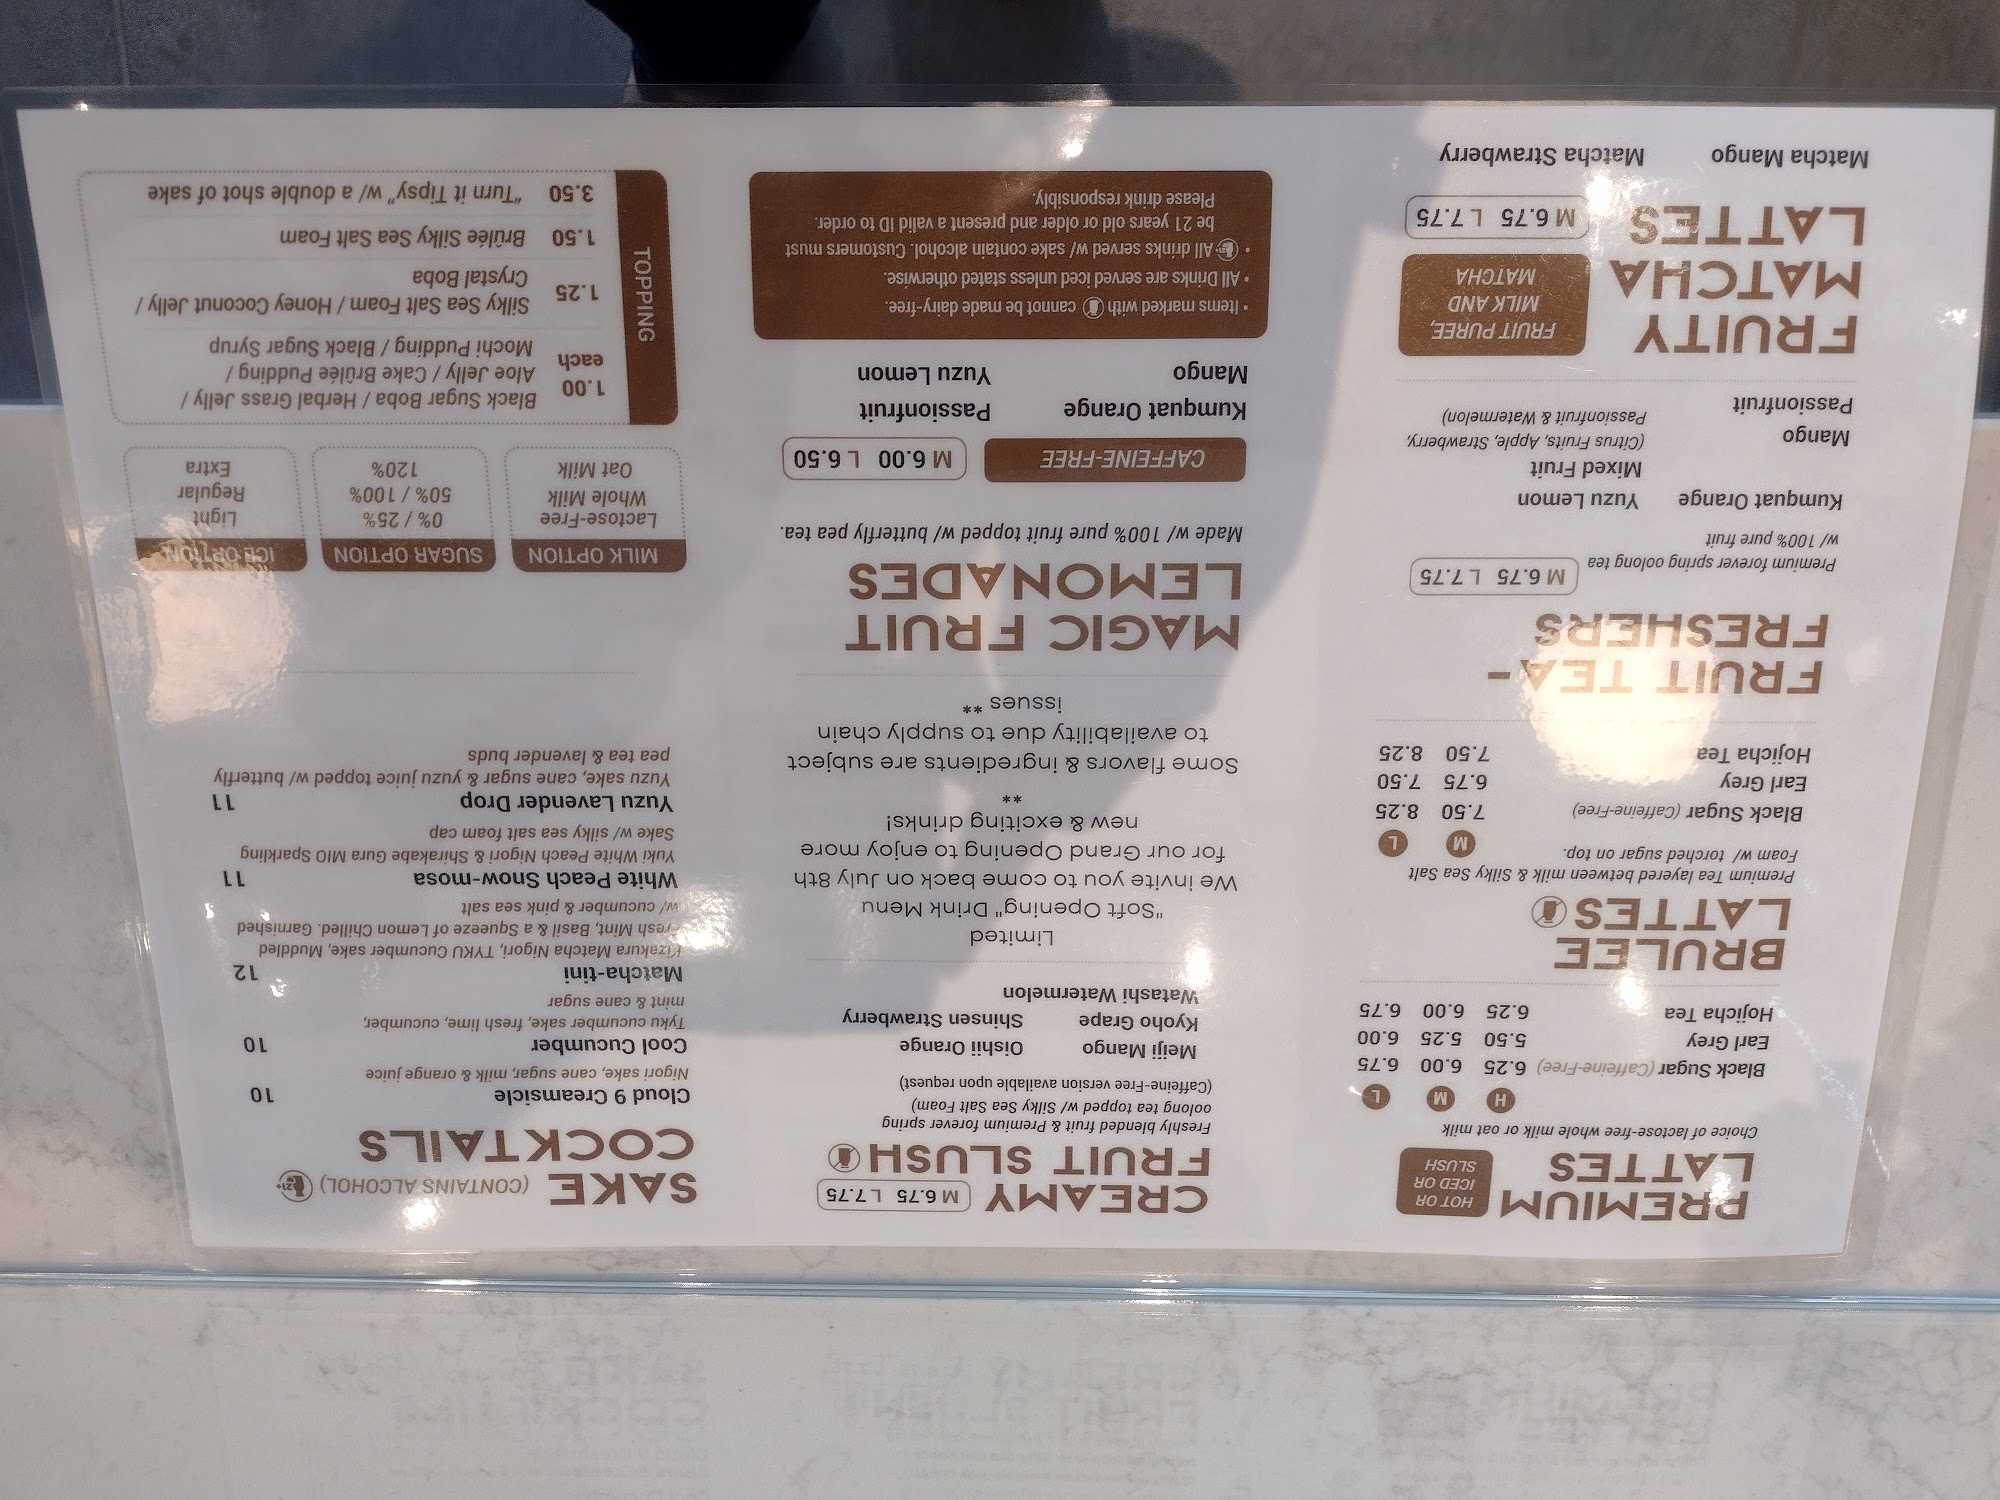 PREMIUM
LATTES
HOT OR
ICED OR
SLUSH
Choice of lactose-free whole milk or oat milk
H M L
Black Sugar (Caffeine-Free) 6.25 6.00 6.75
Earl Grey 5.50 5.25 6.00
Hojicha Tea 6.25 6.00 6.75
BRULEE
LATTES
Premium Tea layered between milk & Silky Sea Salt
Foam w/ torched sugar on top.
M L
Black Sugar (Caffeine-Free) 7.50 8.25
Earl Grey 6.75 7.50
Hojicha Tea 7.50 8.25
FRUIT TEA-
FRESHERS
Premium forever spring oolong tea
w/ 100% pure fruit
M 6.75 L 7.75
Kumquat Orange Yuzu Lemon
Mango Mixed Fruit
Passionfruit (Citrus Fruits, Apple, Strawberry,
Passionfruit & Watermelon)
FRUITY
MATCHA
LATTES
FRUIT PUREE,
MILK AND
MATCHA
M 6.75 L 7.75
Matcha Mango Matcha Strawberry
CREAMY
FRUIT SLUSH
M 6.75 L 7.75
Freshly blended fruit & Premium forever spring
oolong tea topped w/ Silky Sea Salt Foam)
(Caffeine-Free version available upon request)
Meiji Mango Oishii Orange
Kyoho Grape Shinsen Strawberry
Watashi Watermelon
Limited
"Soft Opening" Drink Menu
We invite you to come back on July 8th
for our Grand Opening to enjoy more
new & exciting drinks!
**
Some flavors & ingredients are subject
to availability due to supply chain
issues **
MAGIC FRUIT
LEMONADES
Made w/ 100% pure fruit topped w/ butterfly pea tea.
CAFFEINE-FREE M 6.00 L 6.50
Kumquat Orange Passionfruit
Mango Yuzu Lemon
• Items marked with cannot be made dairy-free.
• All Drinks are served iced unless stated otherwise.
• All drinks served w/ sake contain alcohol. Customers must
be 21 years old or older and present a valid ID to order.
Please drink responsibly.
SAKE (CONTAINS ALCOHOL) 21+
COCKTAILS
Cloud 9 Creamsicle 10
Nigori sake, cane sugar, milk & orange juice
Cool Cucumber 10
Tyku cucumber sake, fresh lime, cucumber,
mint & cane sugar
Matcha-tini 12
Kizakura Matcha Nigori, TYKU Cucumber sake, Muddled
Fresh Mint, Basil & a Squeeze of Lemon Chilled. Garnished
w/ cucumber & pink sea salt
White Peach Snow-mosa 11
Yuki White Peach Nigori & Shirakabe Gura MIO Sparkling
Sake w/ silky sea salt foam cap
Yuzu Lavender Drop 11
Yuzu sake, cane sugar & yuzu juice topped w/ butterfly
pea tea & lavender buds
MILK OPTION
Lactose-Free
Whole Milk
Oat Milk
SUGAR OPTION
0% / 25%
50% / 100%
120%
ICE OPTION
Light
Regular
Extra
TOPPING
1.00 each
Black Sugar Boba / Herbal Grass Jelly /
Aloe Jelly / Cake Brûlée Pudding /
Mochi Pudding / Black Sugar Syrup
1.25
Silky Sea Salt Foam / Honey Coconut Jelly /
Crystal Boba
1.50 Brûlée Silky Sea Salt Foam
3.50 "Turn it Tipsy" w/ a double shot of sake